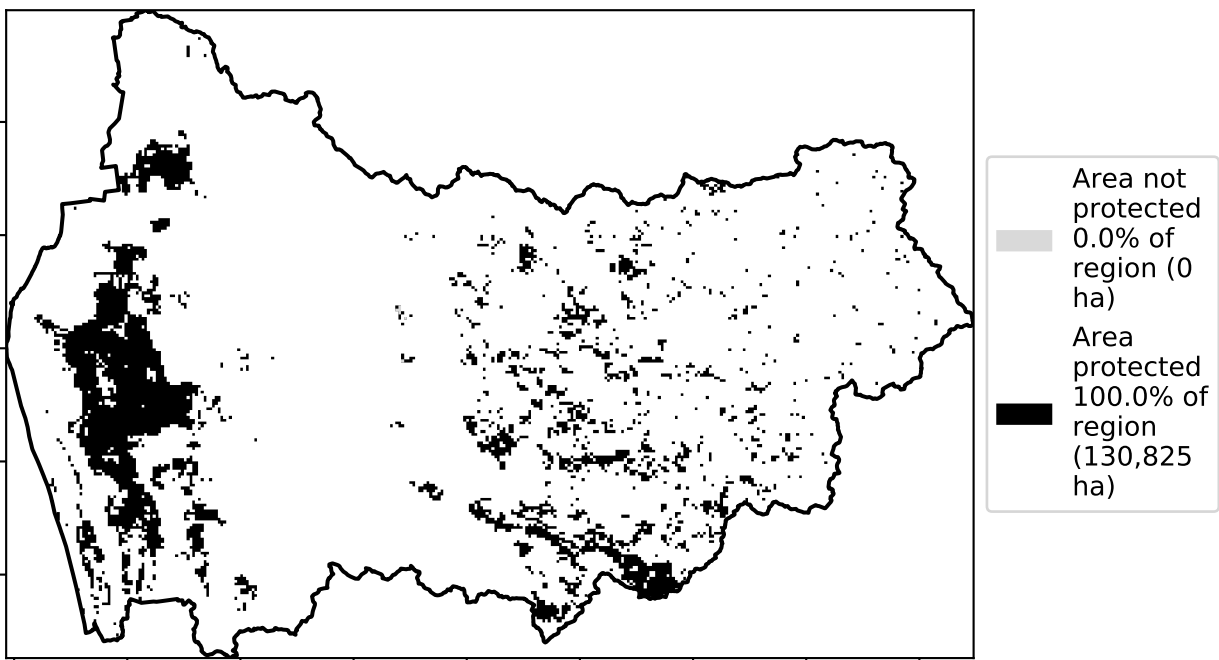 Area not
protected
0.0% of
region (0
ha)
Area
protected
100.0% of
region
(130,825
ha)